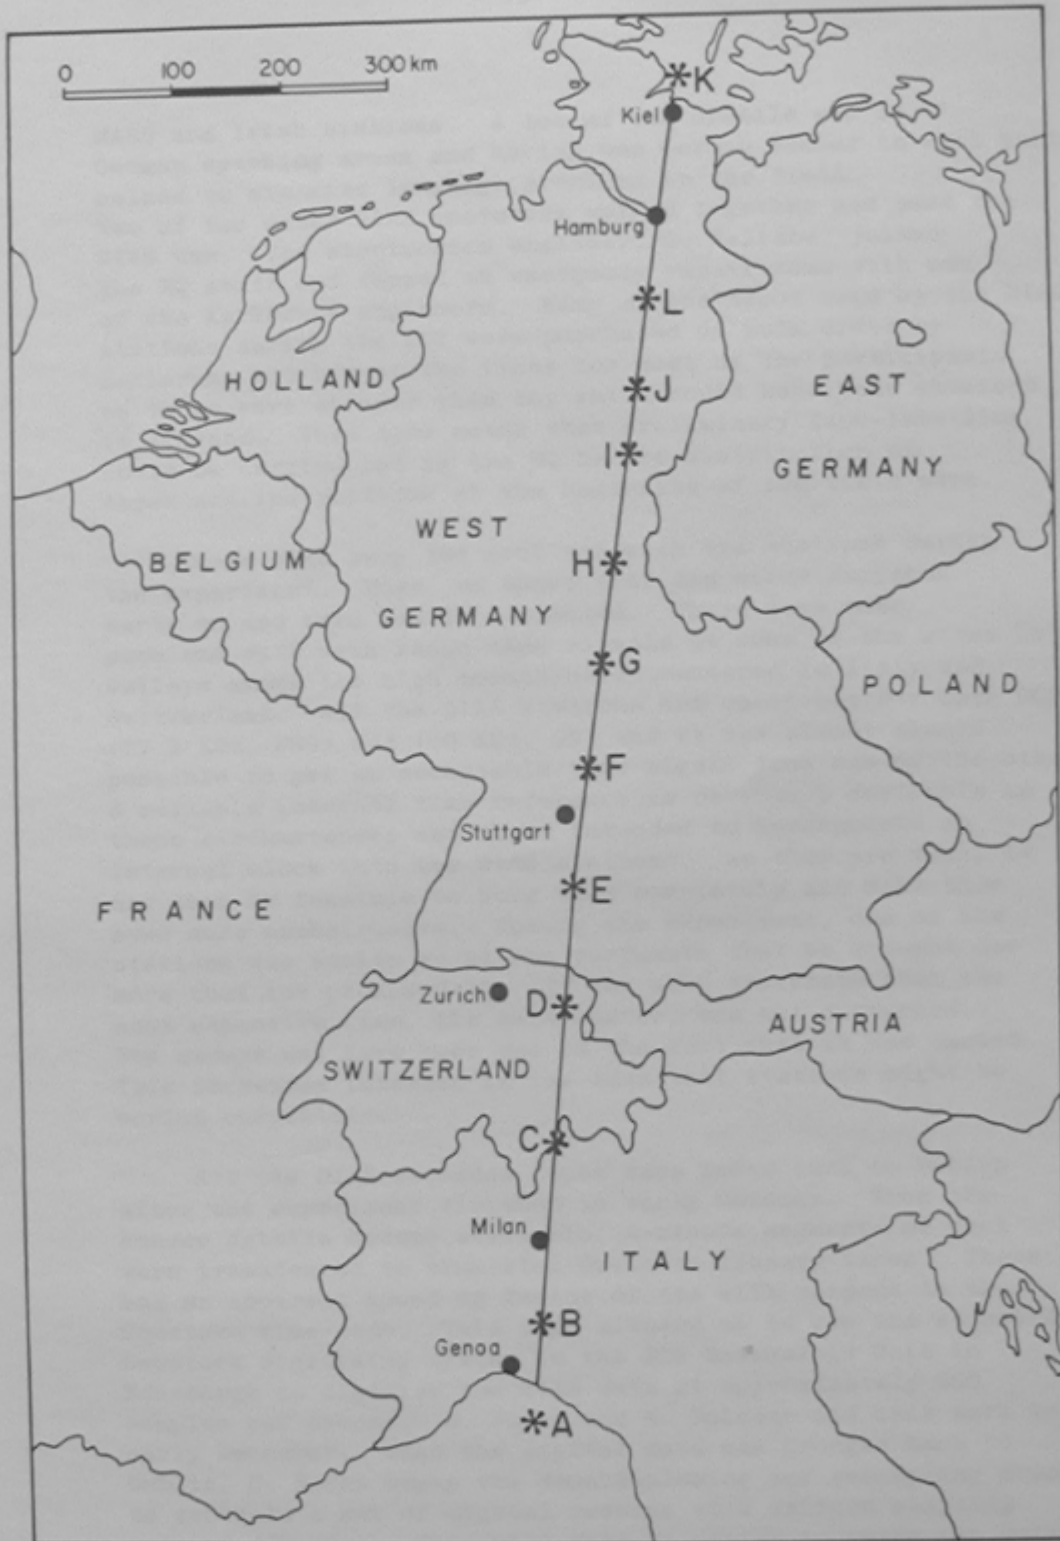 0 100 200 300 km
K
Kiel
Hamburg
L
HOLLAND
J
EAST
I
GERMANY
WEST
BELGIUM
H
GERMANY
G
POLAND
F
Stuttgart
E
FRANCE
Zurich
D
AUSTRIA
SWITZERLAND
C
Milan
ITALY
B
Genoa
A